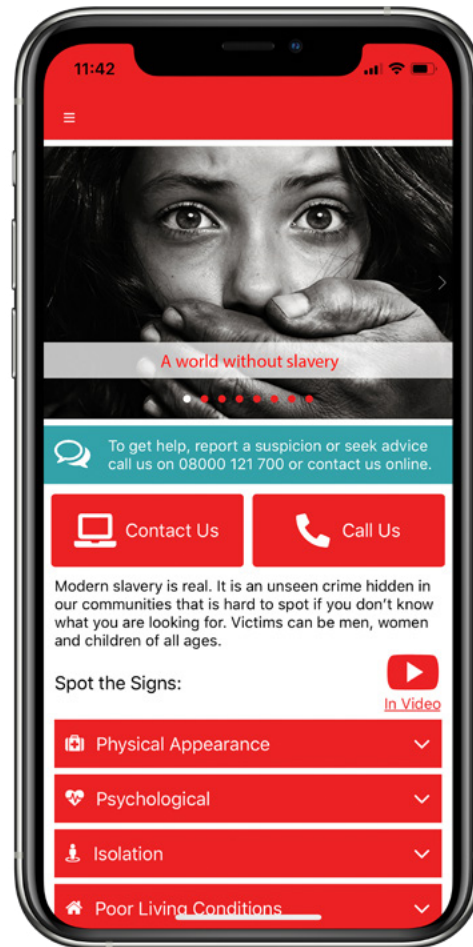 11:42
A world without slavery
To get help, report a suspicion or seek advice
call us on 08000 121 700 or contact us online.
Contact Us
Call Us
Modern slavery is real. It is an unseen crime hidden in
our communities that is hard to spot if you don’t know
what you are looking for. Victims can be men, women
and children of all ages.
Spot the Signs:
In Video
Physical Appearance
Psychological
Isolation
Poor Living Conditions